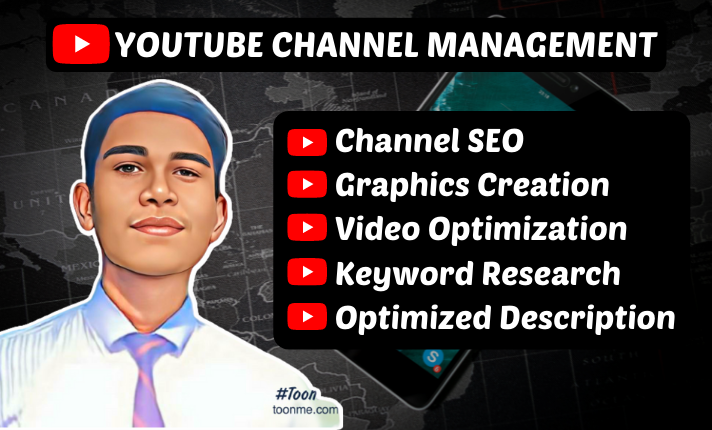 YOUTUBE CHANNEL MANAGEMENT
Channel SEO
Graphics Creation
Video Optimization
Keyword Research
Optimized Description
#Toon
toonme.com